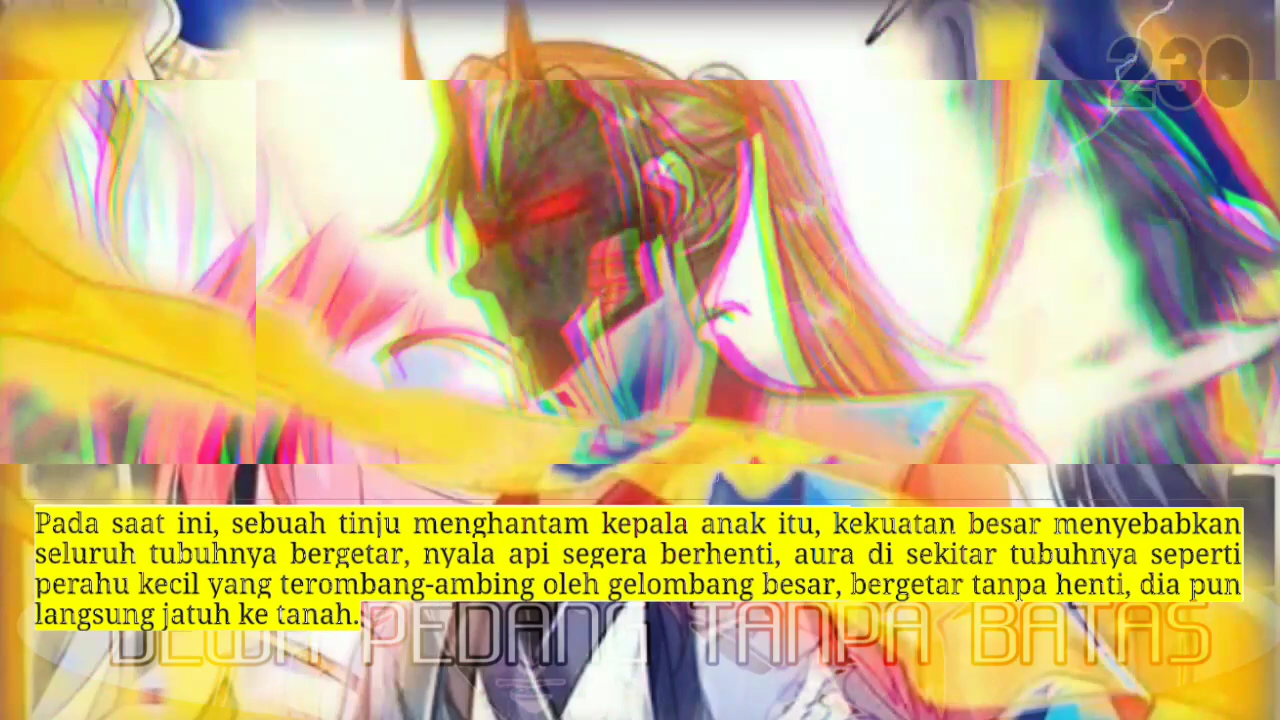 230
Pada saat ini, sebuah tinju menghantam kepala anak itu, kekuatan besar menyebabkan
seluruh tubuhnya bergetar, nyala api segera berhenti, aura di sekitar tubuhnya seperti
perahu kecil yang terombang-ambing oleh gelombang besar, bergetar tanpa henti, dia pun
langsung jatuh ke tanah.
DEWA PEDANG TANPA BATAS